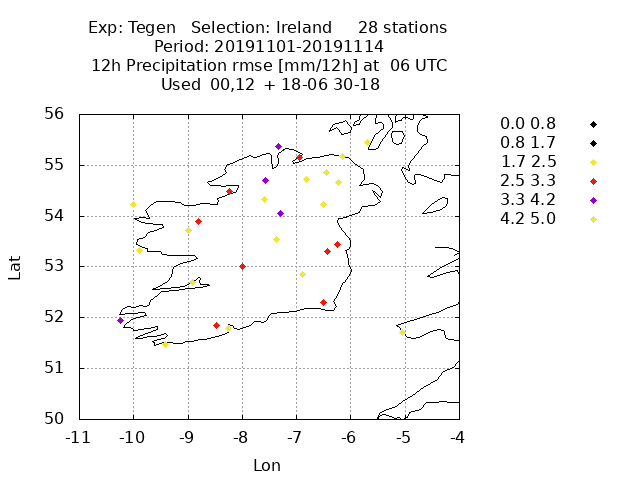 Exp: Tegen   Selection: Ireland     28 stations
Period: 20191101-20191114
12h Precipitation rmse [mm/12h] at  06 UTC
Used  00,12  + 18-06 30-18
0.0 0.8
0.8 1.7
1.7 2.5
2.5 3.3
3.3 4.2
4.2 5.0
56
55
54
53
52
51
50
Lat
-11 -10 -9 -8 -7 -6 -5 -4
Lon